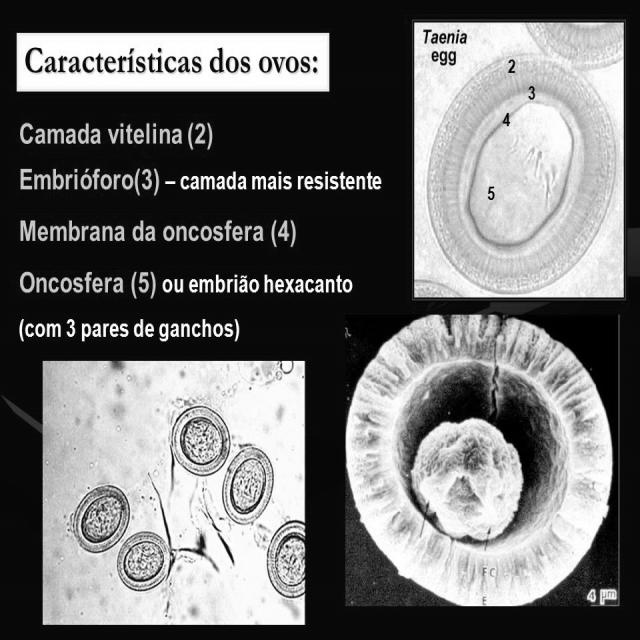 Características dos ovos:
Camada vitelina (2)
Embrióforo(3) – camada mais resistente
Membrana da oncosfera (4)
Oncosfera (5) ou embrião hexacanto
(com 3 pares de ganchos)
Taenia
egg
2
3
4
5
FC
E
4 µm